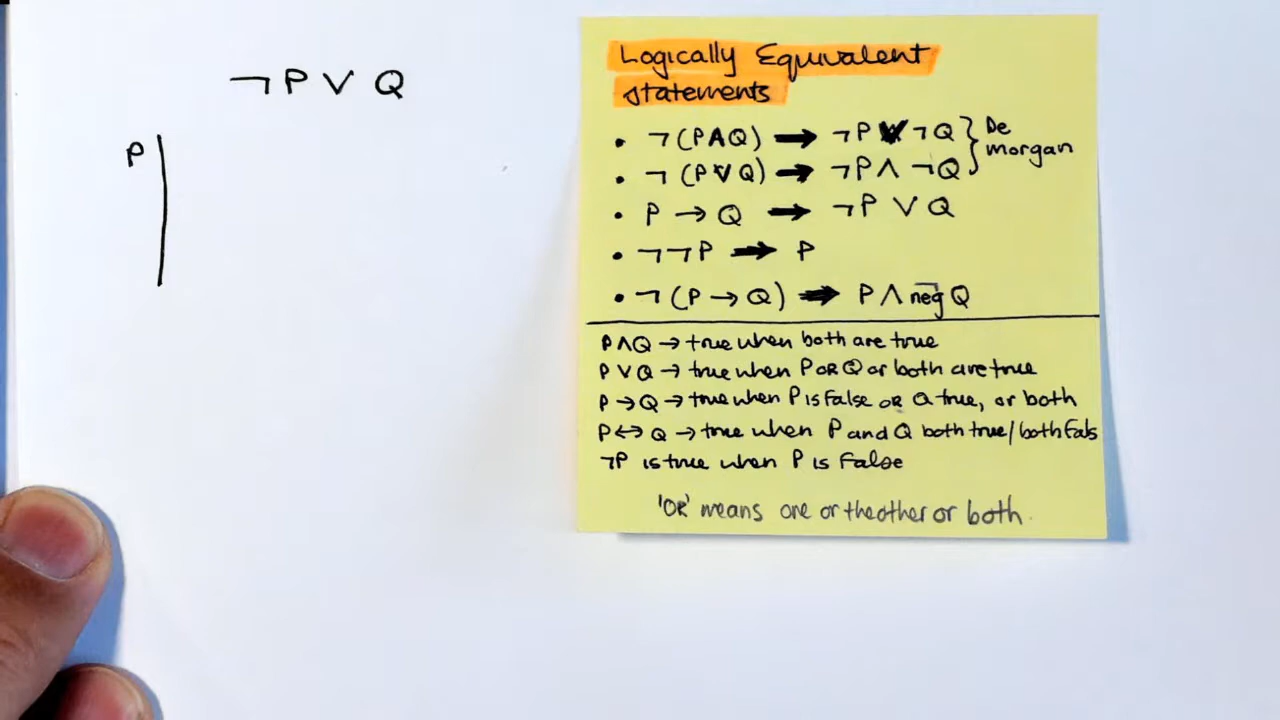 ¬P ∨ Q
P
Logically Equivalent
statements
• ¬(P∧Q) → ¬P ∨ ¬Q
• ¬(P∨Q) → ¬P ∧ ¬Q
De
morgan
• P → Q → ¬P ∨ Q
• ¬¬P → P
• ¬(P → Q) → P ∧ neg Q
P∧Q → true when both are true
P∨Q → true when P OR Q or both are true
P→Q → true when P is False OR Q true, or both
P↔Q → true when P and Q both true/both Fals
¬P is true when P is False
'OR' means one or the other or both.